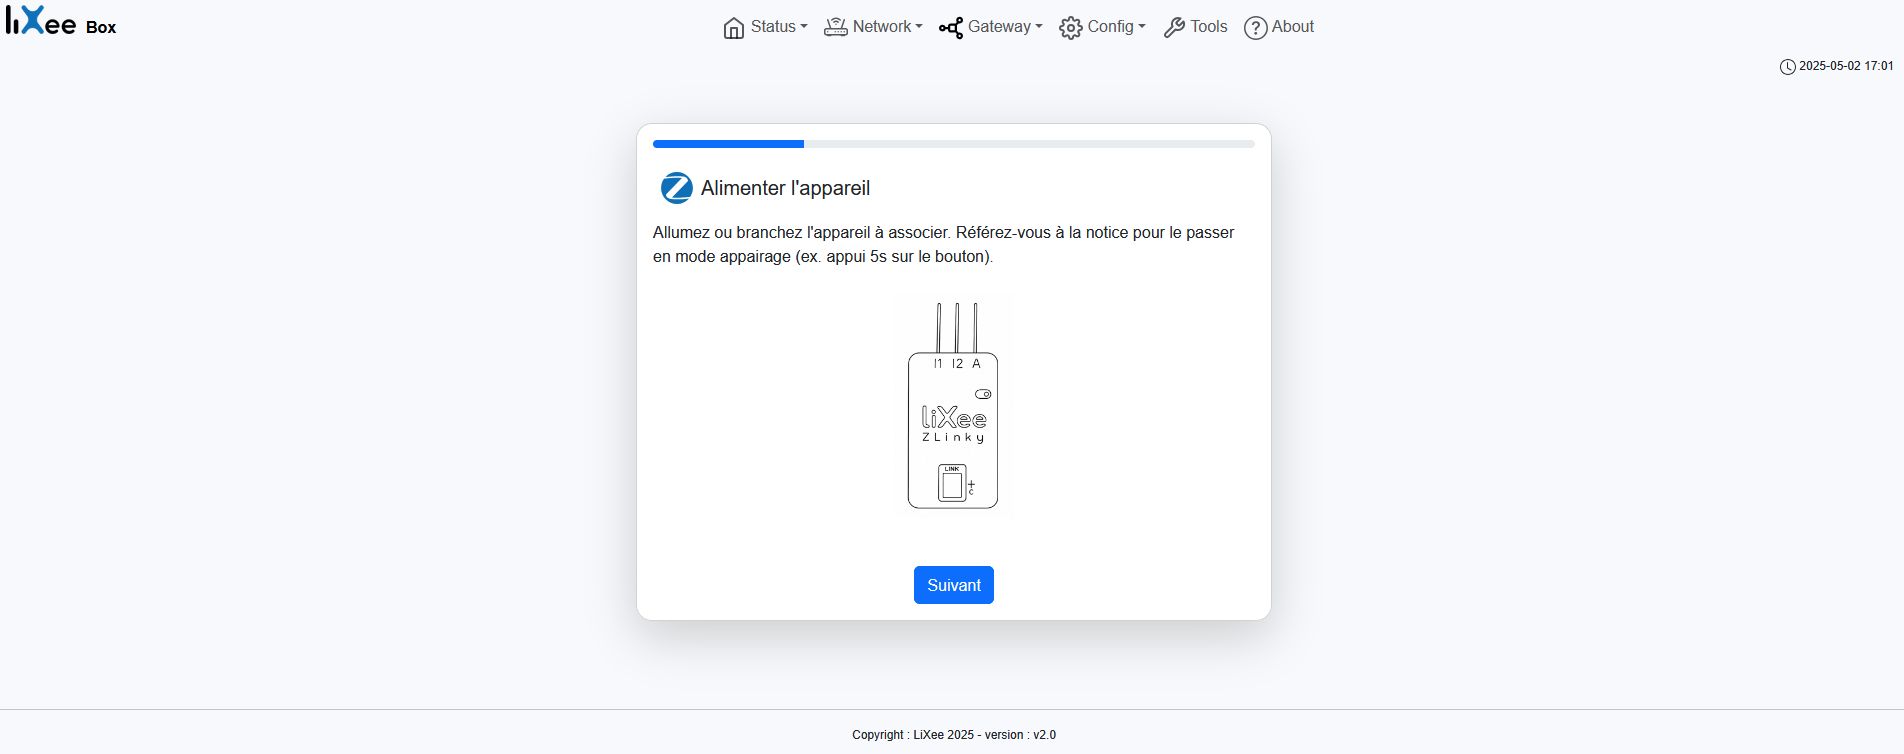 liXee Box
Status
Network
Gateway
Config
Tools
About
2025-05-02 17:01
Alimenter l'appareil
Allumez ou branchez l'appareil à associer. Référez-vous à la notice pour le passer
en mode appairage (ex. appui 5s sur le bouton).
I1 I2 A
liXee
ZLinky
LINK
+
C
Suivant
Copyright : LiXee 2025 - version : v2.0